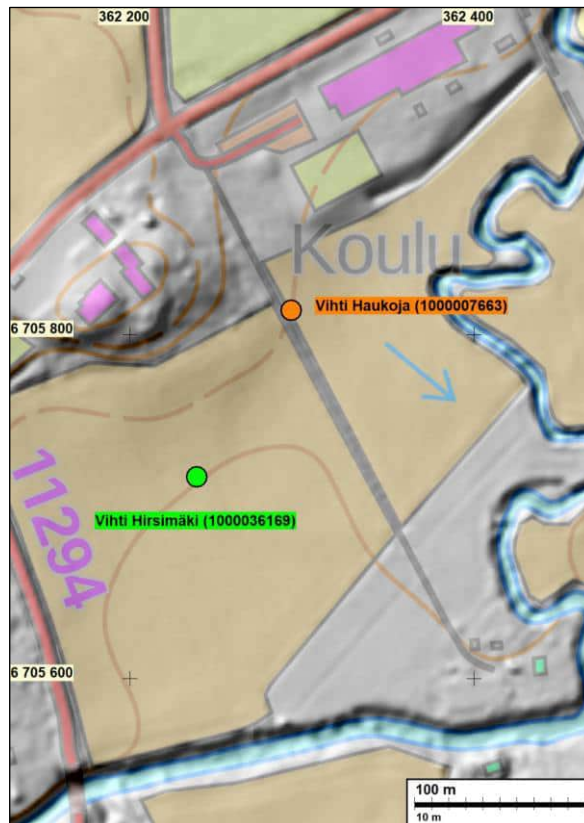 362 200
362 400
Koulu
Vihti Haukoja (1000007663)
6 705 800
11294
Vihti Hirsimäki (1000036169)
6 705 600
100 m
10 m